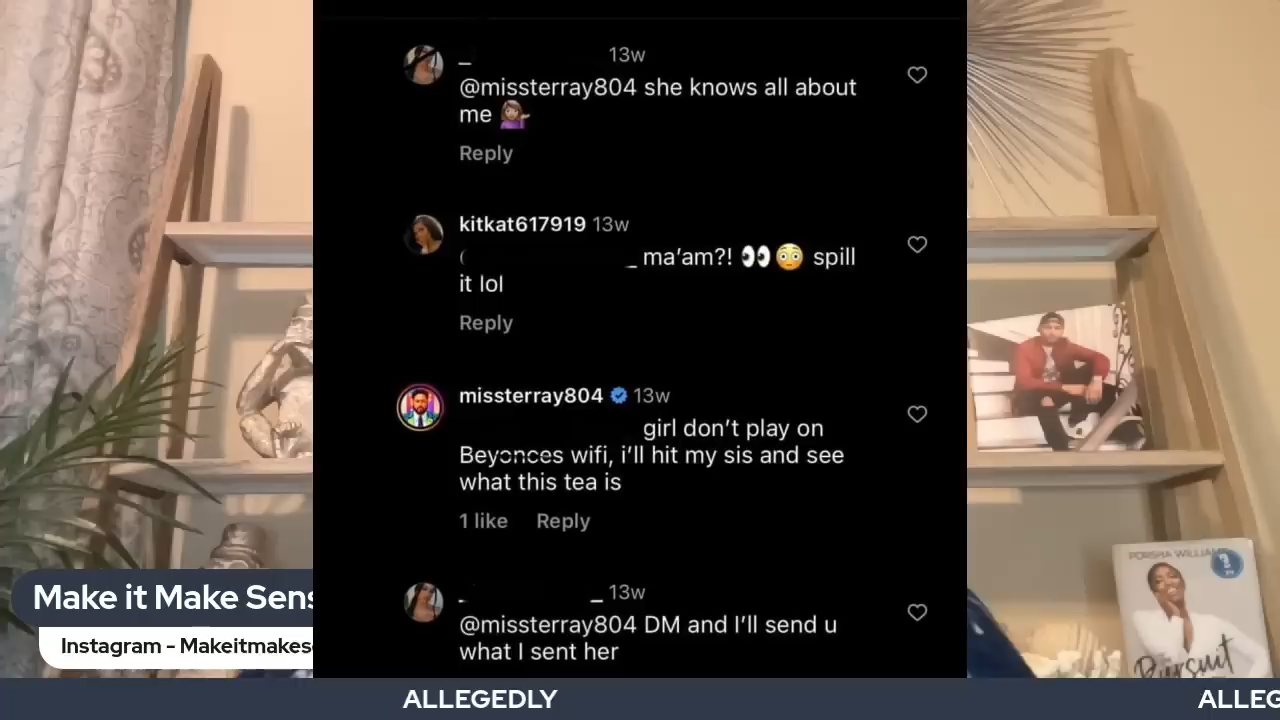 13w
@missterray804 she knows all about
me 💁🏽‍♀️
Reply
kitkat617919 13w
_ ma'am?! 👀😳 spill
it lol
Reply
missterray804 13w
girl don't play on
Beyonces wifi, i'll hit my sis and see
what this tea is
1 like Reply
_ 13w
@missterray804 DM and I'll send u
what I sent her
PORSHA WILLIAMS
Pursuit
Make it Make Sens
Instagram - Makeitmakes
ALLEGEDLY
ALLEG